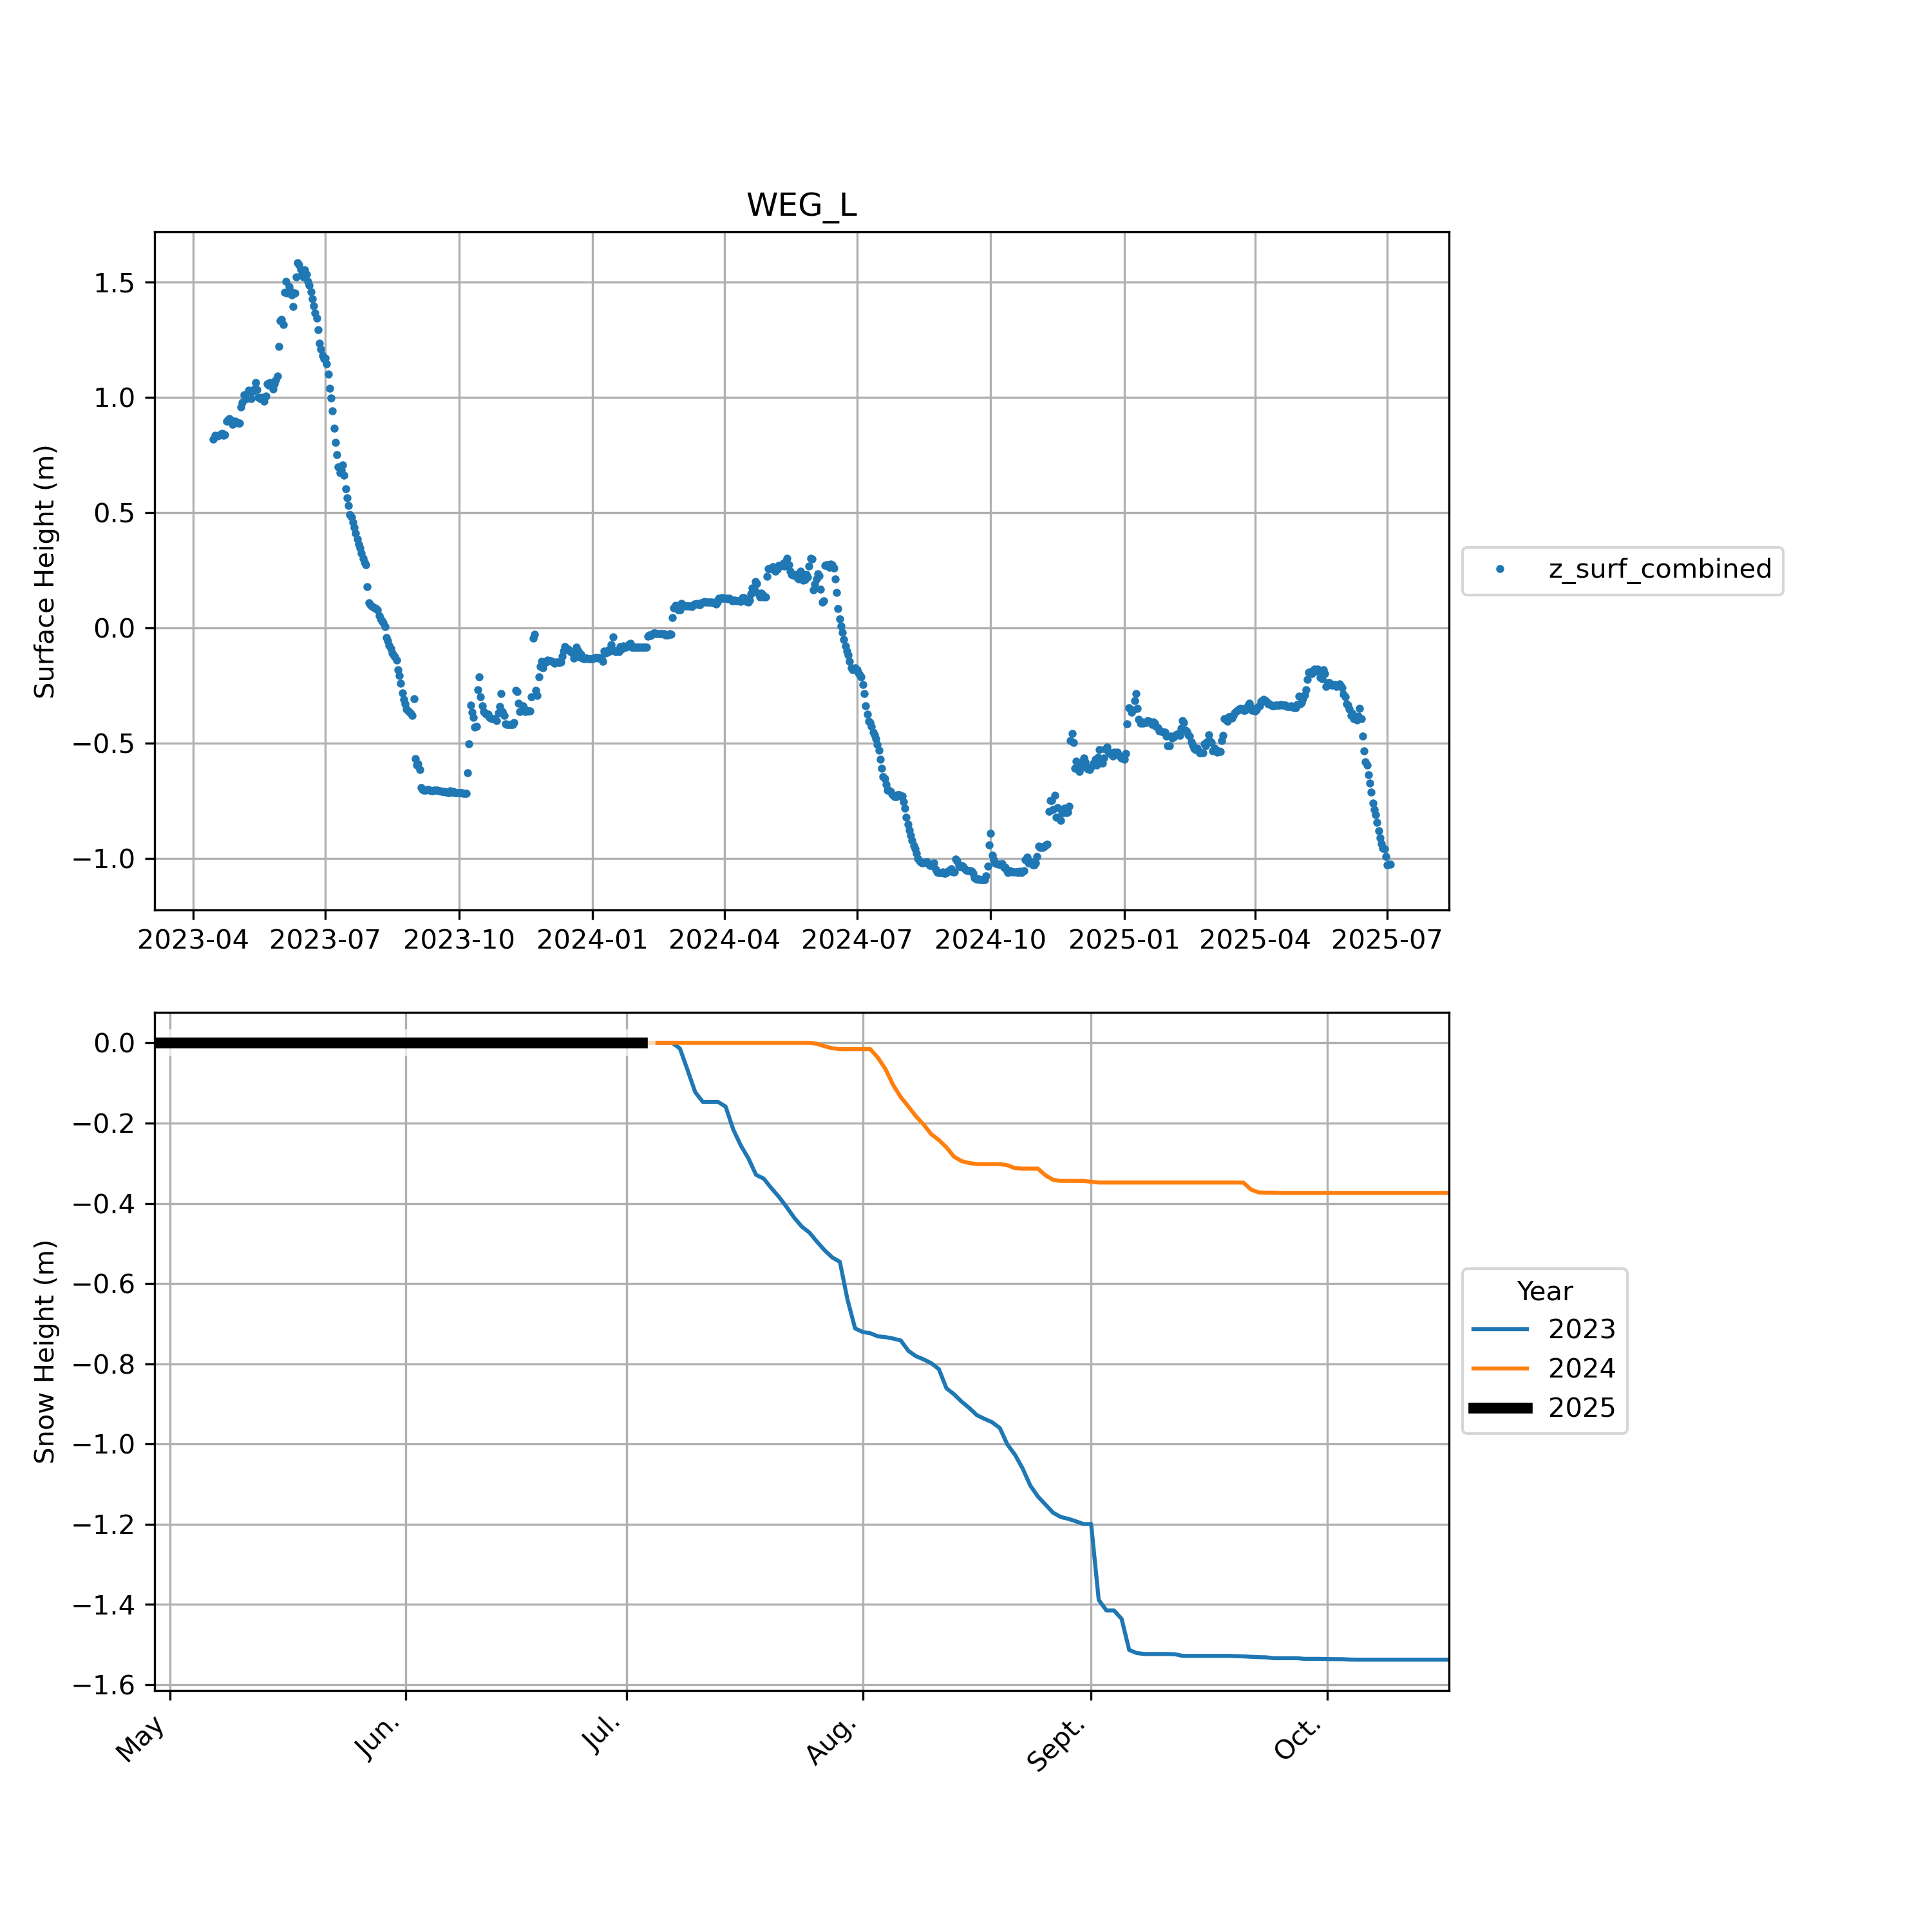 WEG_L
Surface Height (m)
1.5
1.0
0.5
0.0
−0.5
−1.0
2023-04 2023-07 2023-10 2024-01 2024-04 2024-07 2024-10 2025-01 2025-04 2025-07
z_surf_combined
Snow Height (m)
0.0
−0.2
−0.4
−0.6
−0.8
−1.0
−1.2
−1.4
−1.6
May Jun. Jul. Aug. Sept. Oct.
Year
2023
2024
2025